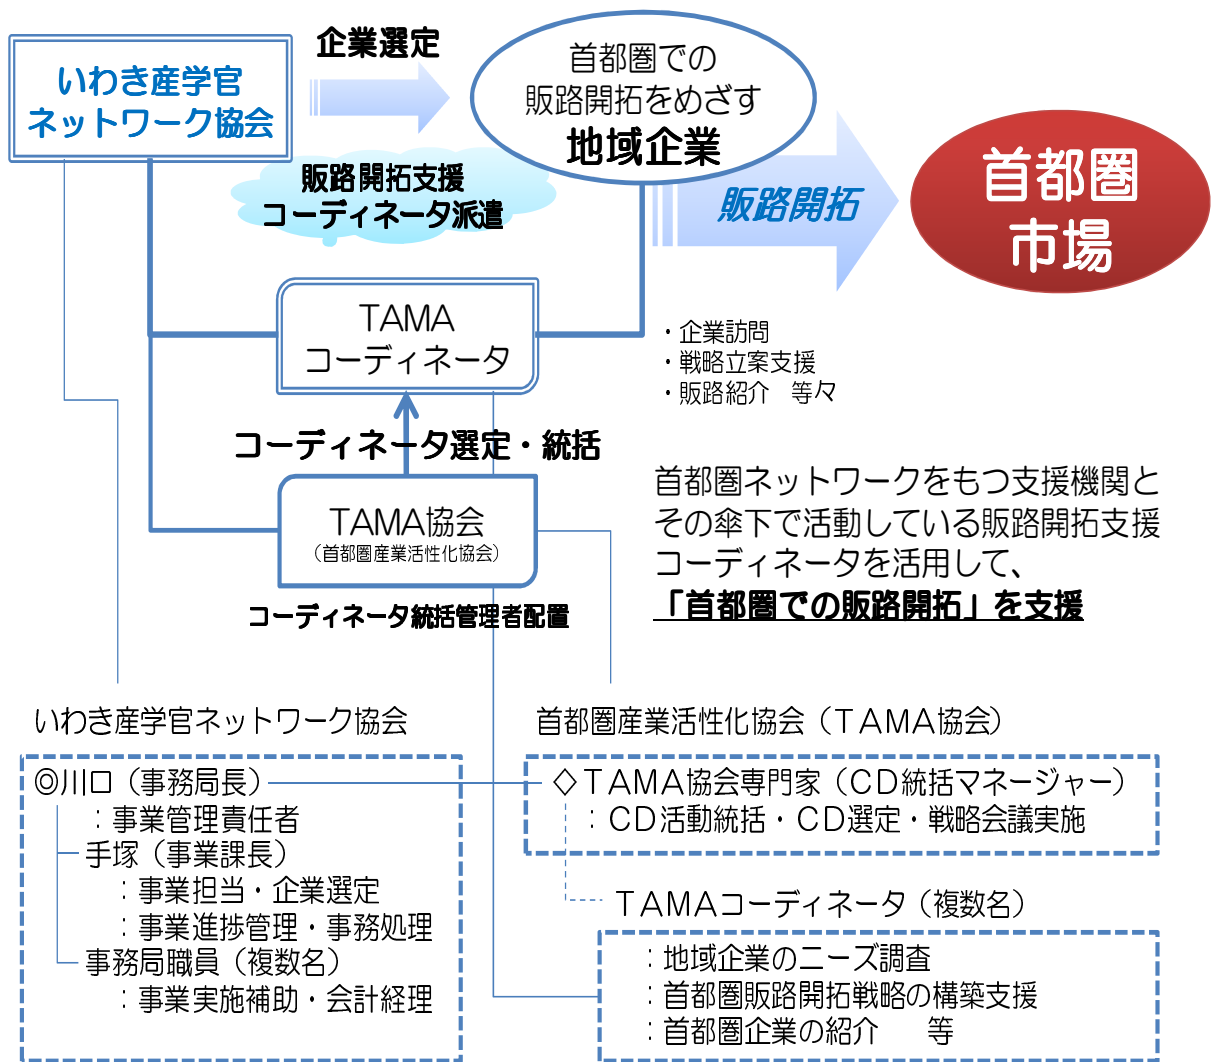 いわき産学官
ネットワーク協会
企業選定
首都圏での
販路開拓をめざす
地域企業
販路開拓支援
コーディネータ派遣
販路開拓
首都圏
市場
TAMA
コーディネータ
・企業訪問
・戦略立案支援
・販路紹介　等々
コーディネータ選定・統括
TAMA協会
（首都圏産業活性化協会）
コーディネータ統括管理者配置
首都圏ネットワークをもつ支援機関と
その傘下で活動している販路開拓支援
コーディネータを活用して、
「首都圏での販路開拓」を支援
いわき産学官ネットワーク協会
◎川口（事務局長）
：事業管理責任者
手塚（事業課長）
：事業担当・企業選定
：事業進捗管理・事務処理
事務局職員（複数名）
：事業実施補助・会計経理
首都圏産業活性化協会（ＴＡＭＡ協会）
◇ＴＡＭＡ協会専門家（ＣＤ統括マネージャー）
：ＣＤ活動統括・ＣＤ選定・戦略会議実施
ＴＡＭＡコーディネータ（複数名）
：地域企業のニーズ調査
：首都圏販路開拓戦略の構築支援
：首都圏企業の紹介　　等